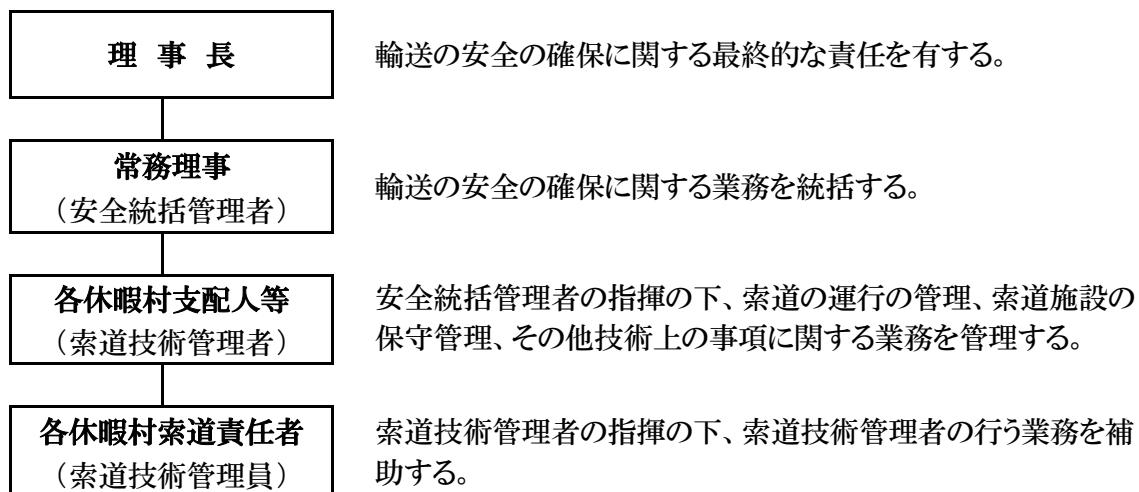 理 事 長
輸送の安全の確保に関する最終的な責任を有する。
常務理事
（安全統括管理者）
輸送の安全の確保に関する業務を統括する。
各休暇村支配人等
（索道技術管理者）
安全統括管理者の指揮の下、索道の運行の管理、索道施設の
保守管理、その他技術上の事項に関する業務を管理する。
各休暇村索道責任者
（索道技術管理員）
索道技術管理者の指揮の下、索道技術管理者の行う業務を補
助する。